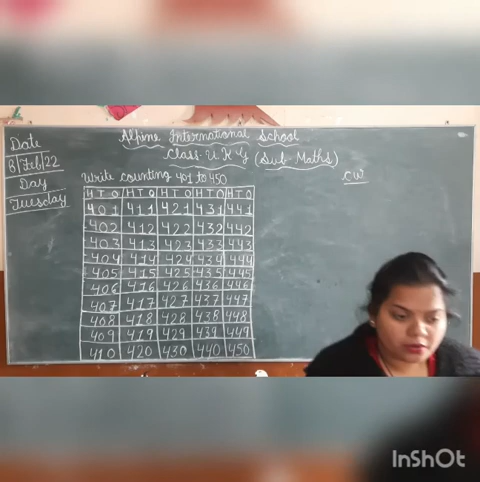 Alpine International School
Date
8/Feb/22
Day
Tuesday
Class-U.K.G (Sub- Maths)
C.W
Write counting 401 to 450
H T O H T O H T O H T O H T O
401 411 421 431 441
402 412 422 432 442
403 413 423 433 443
404 414 424 434 444
405 415 425 435 445
406 416 426 436 446
407 417 427 437 447
408 418 428 438 448
409 419 429 439 449
410 420 430 440 450
InShOt